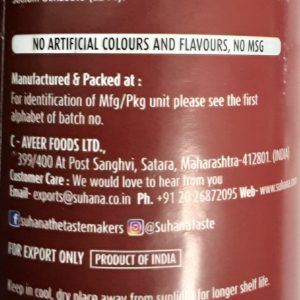 NO ARTIFICIAL COLOURS AND FLAVOURS, NO MSG
Manufactured & Packed at :
For identification of Mfg/Pkg unit please see the first
alphabet of batch no.
C - AVEER FOODS LTD.,
399/400 At Post Sanghvi, Satara, Maharashtra-412801. (INDIA)
Customer Care : We would love to hear from you
Email- exports@suhana.co.in Ph. +91 20 26872095 Web- www.suhana.co
suhanathetastemakers @SuhanaTaste
FOR EXPORT ONLY PRODUCT OF INDIA
Keep in cool, dry place away from sunlight for longer shelf life.